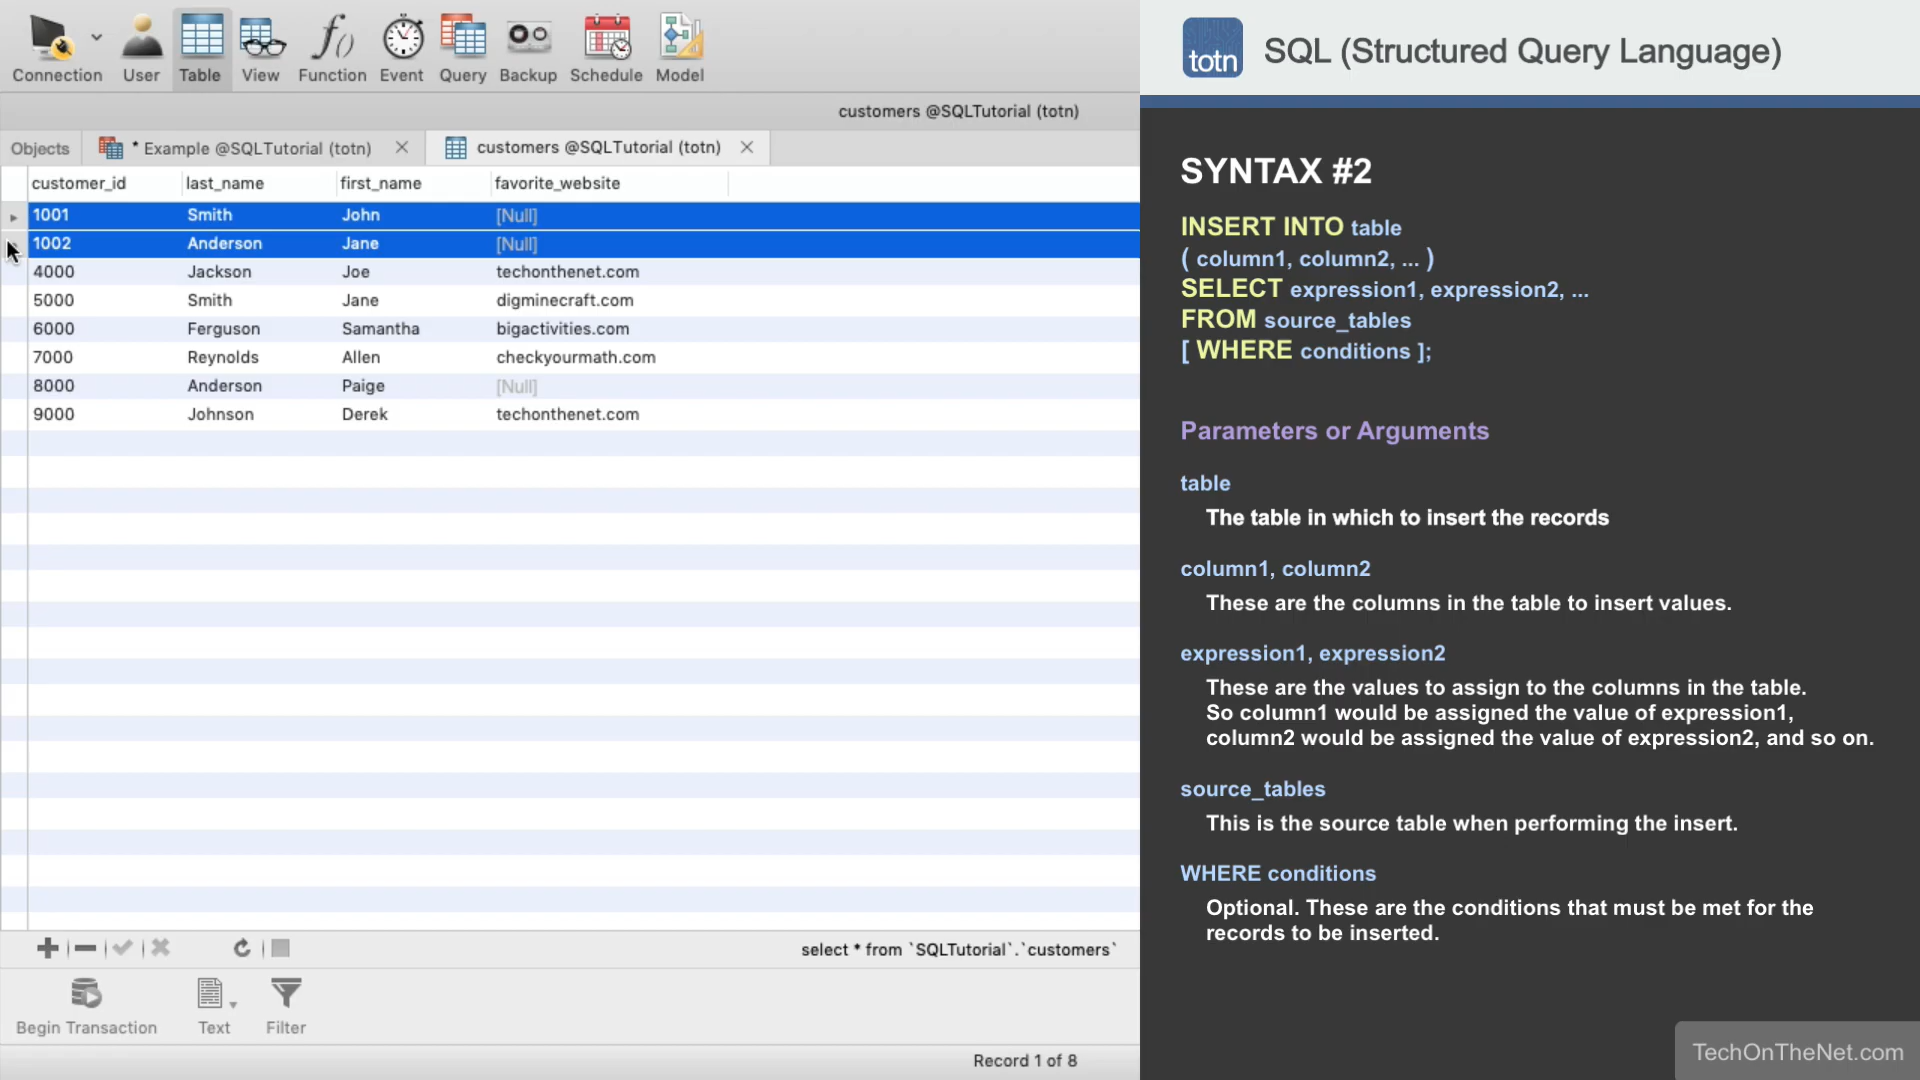 Connection User Table View Function Event Query Backup Schedule Model
customers @SQLTutorial (totn)
Objects * Example @SQLTutorial (totn) customers @SQLTutorial (totn)
customer_id last_name first_name favorite_website
1001 Smith John [Null]
1002 Anderson Jane [Null]
4000 Jackson Joe techonthenet.com
5000 Smith Jane digminecraft.com
6000 Ferguson Samantha bigactivities.com
7000 Reynolds Allen checkyourmath.com
8000 Anderson Paige [Null]
9000 Johnson Derek techonthenet.com
select * from `SQLTutorial`.`customers`
Begin Transaction Text Filter
Record 1 of 8
totn SQL (Structured Query Language)
SYNTAX #2
INSERT INTO table
( column1, column2, ... )
SELECT expression1, expression2, ...
FROM source_tables
[ WHERE conditions ];
Parameters or Arguments
table
The table in which to insert the records
column1, column2
These are the columns in the table to insert values.
expression1, expression2
These are the values to assign to the columns in the table.
So column1 would be assigned the value of expression1,
column2 would be assigned the value of expression2, and so on.
source_tables
This is the source table when performing the insert.
WHERE conditions
Optional. These are the conditions that must be met for the
records to be inserted.
TechOnTheNet.com